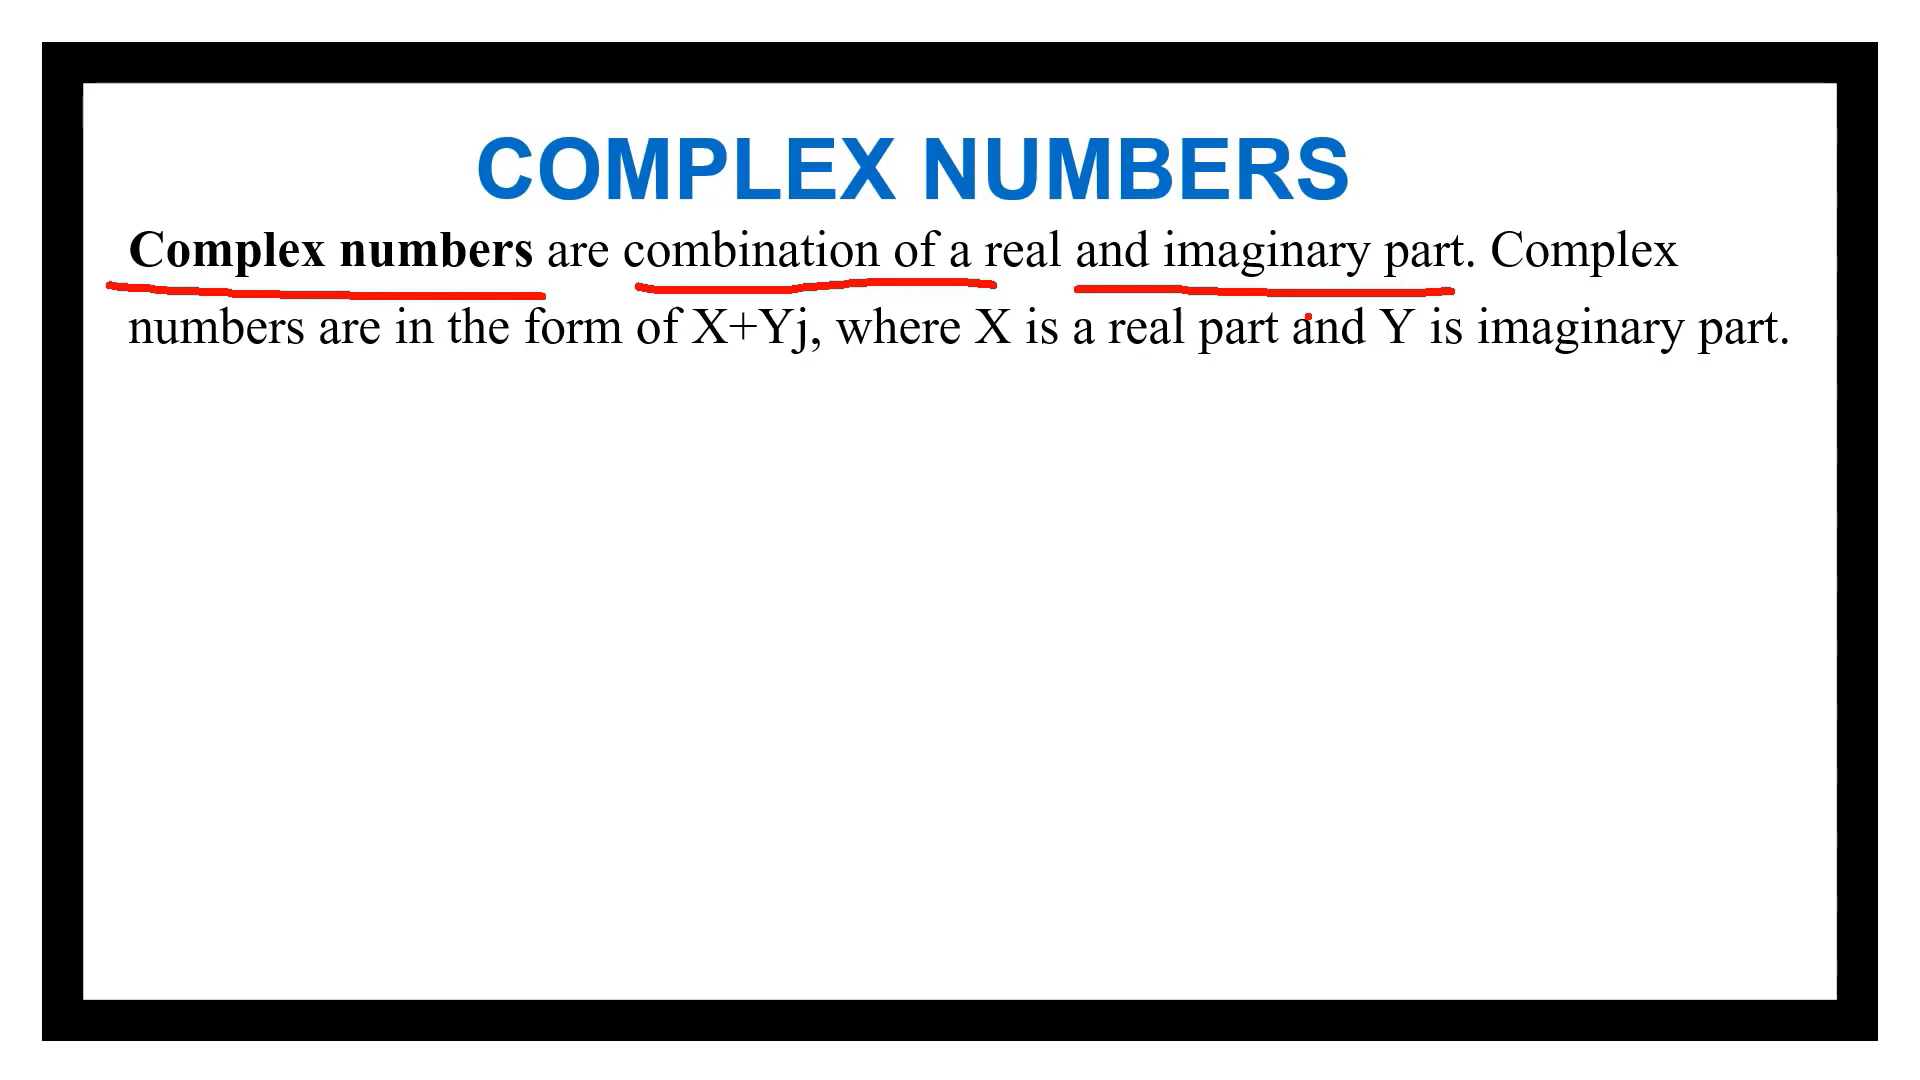 COMPLEX NUMBERS
Complex numbers are combination of a real and imaginary part. Complex
numbers are in the form of X+Yj, where X is a real part and Y is imaginary part.